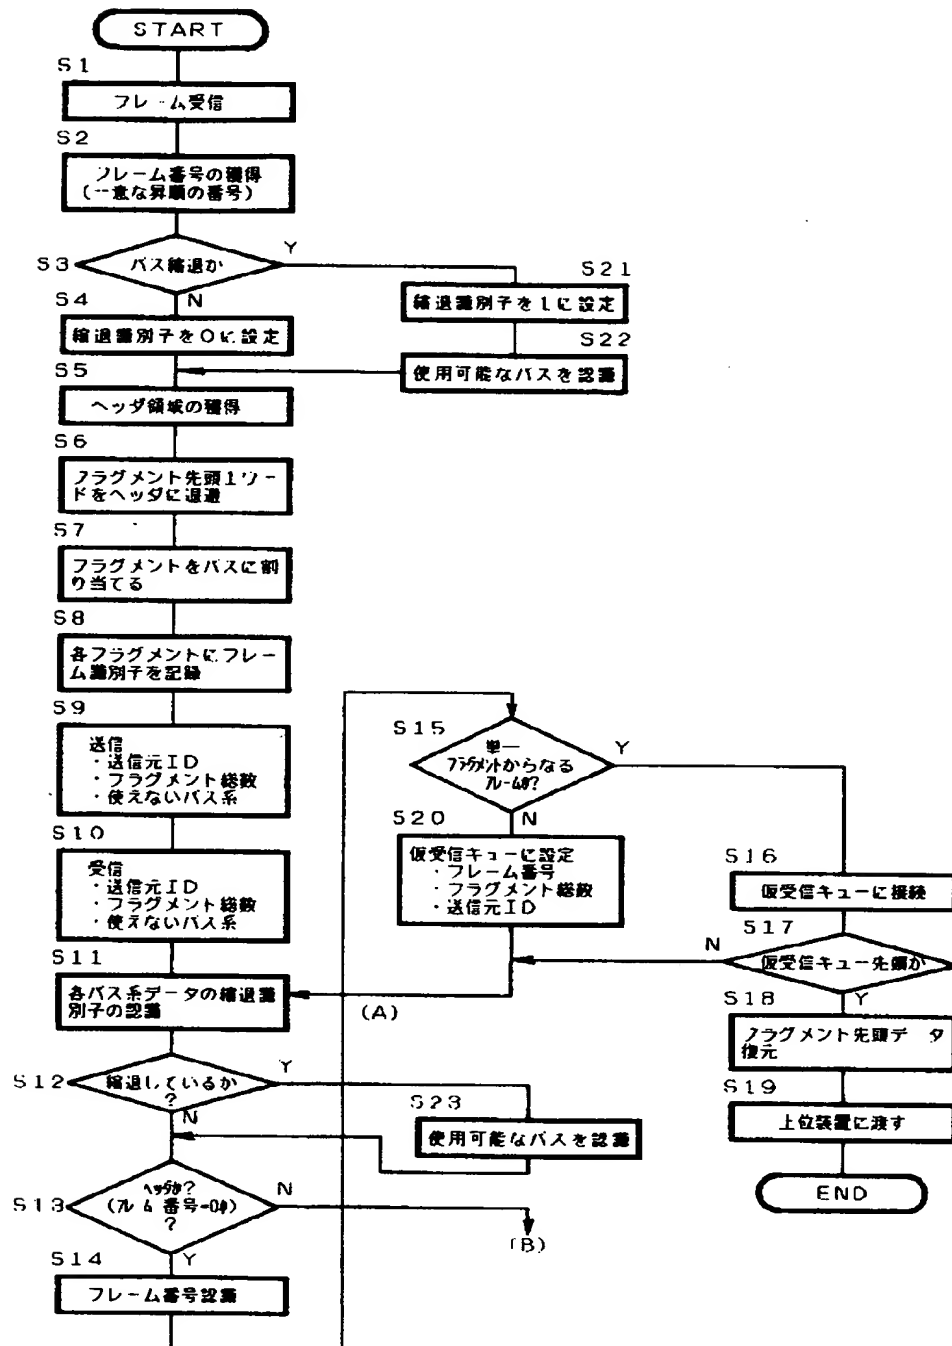 START
S1
フレーム受信
S2
フレーム番号の獲得
(一意な昇順の番号)
S3
バス縮退か
Y
N
S21
縮退識別子を1に設定
S4
縮退識別子を0に設定
S22
使用可能なバスを認識
S5
ヘッダ領域の獲得
S6
フラグメント先頭1ワー
ドをヘッダに退避
S7
フラグメントをバスに割
り当てる
S8
各フラグメントにフレー
ム識別子を記録
S9
送信
・送信元ID
・フラグメント総数
・使えないバス系
S10
受信
・送信元ID
・フラグメント総数
・使えないバス系
S11
各バス系データの縮退識
別子の認識
(A)
S12
縮退しているか
?
Y
N
S23
使用可能なバスを認識
S13
ヘッダか?
(フレーム番号=0か)
?
N
(B)
Y
S14
フレーム番号認識
S15
単一
フラグメントからなる
フレームか?
Y
N
S20
仮受信キューに設定
・フレーム番号
・フラグメント総数
・送信元ID
S16
仮受信キューに接続
S17
仮受信キュー先頭か
N
Y
S18
フラグメント先頭データ
復元
S19
上位装置に渡す
END